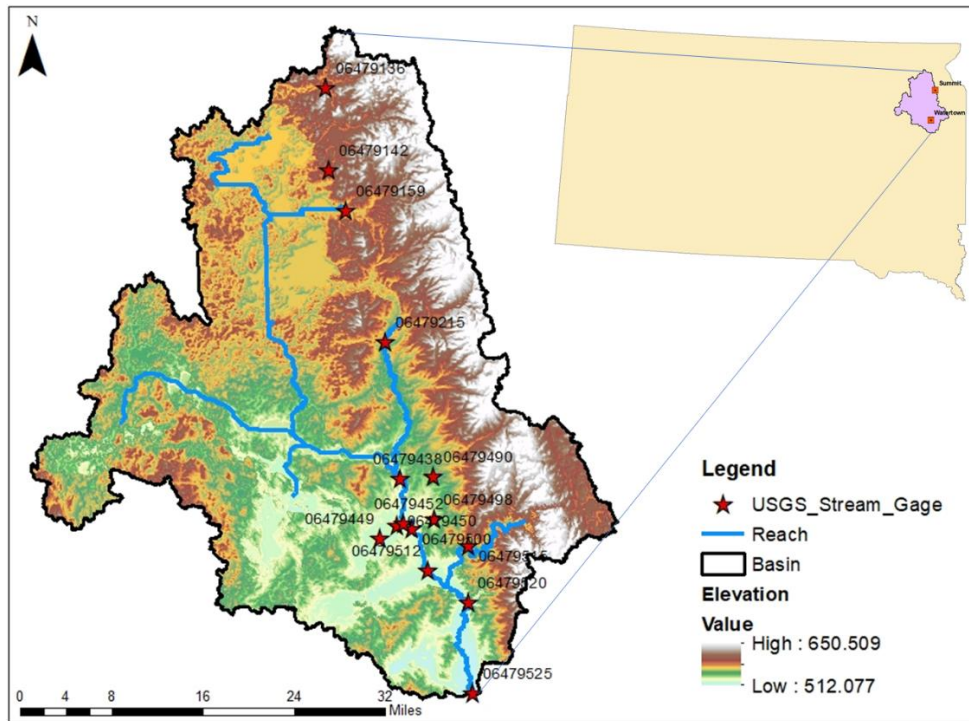 N
06479136
06479142
06479159
06479215
06479438
06479490
06479452
06479498
06479449
06479450
06479500
06479512
06479515
06479520
06479525
Summit
Watertown
Legend
USGS_Stream_Gage
Reach
Basin
Elevation
Value
High : 650.509
Low : 512.077
0 4 8 16 24 32
Miles